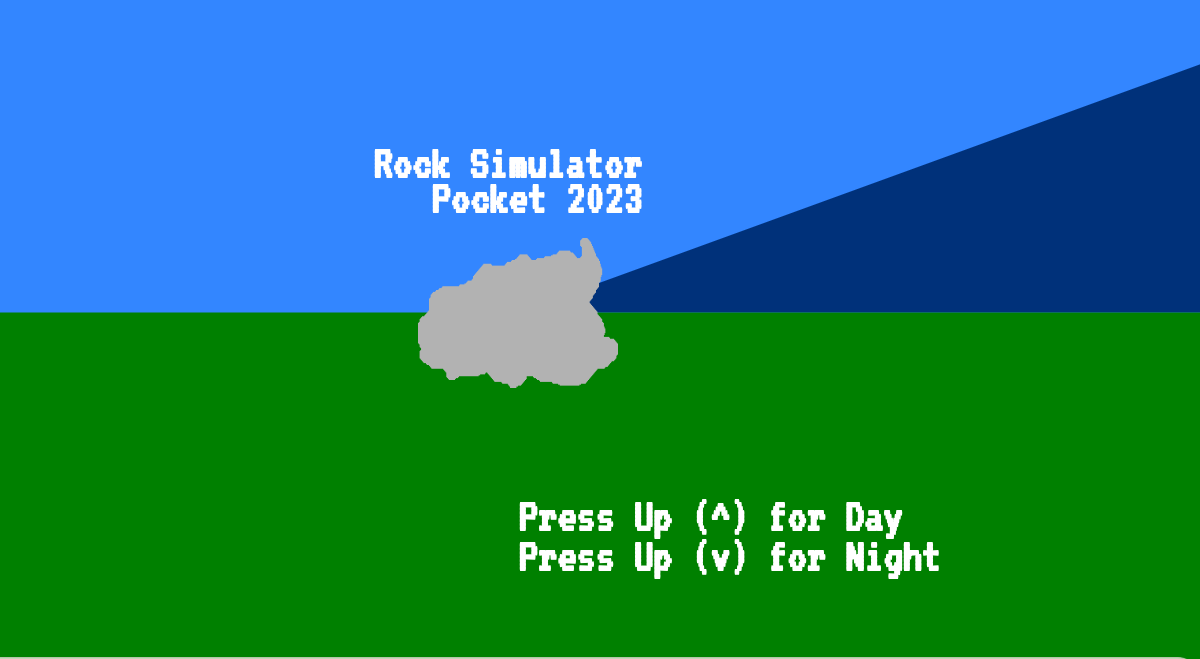 Rock Simulator
Pocket 2023
Press Up (^) for Day
Press Up (v) for Night